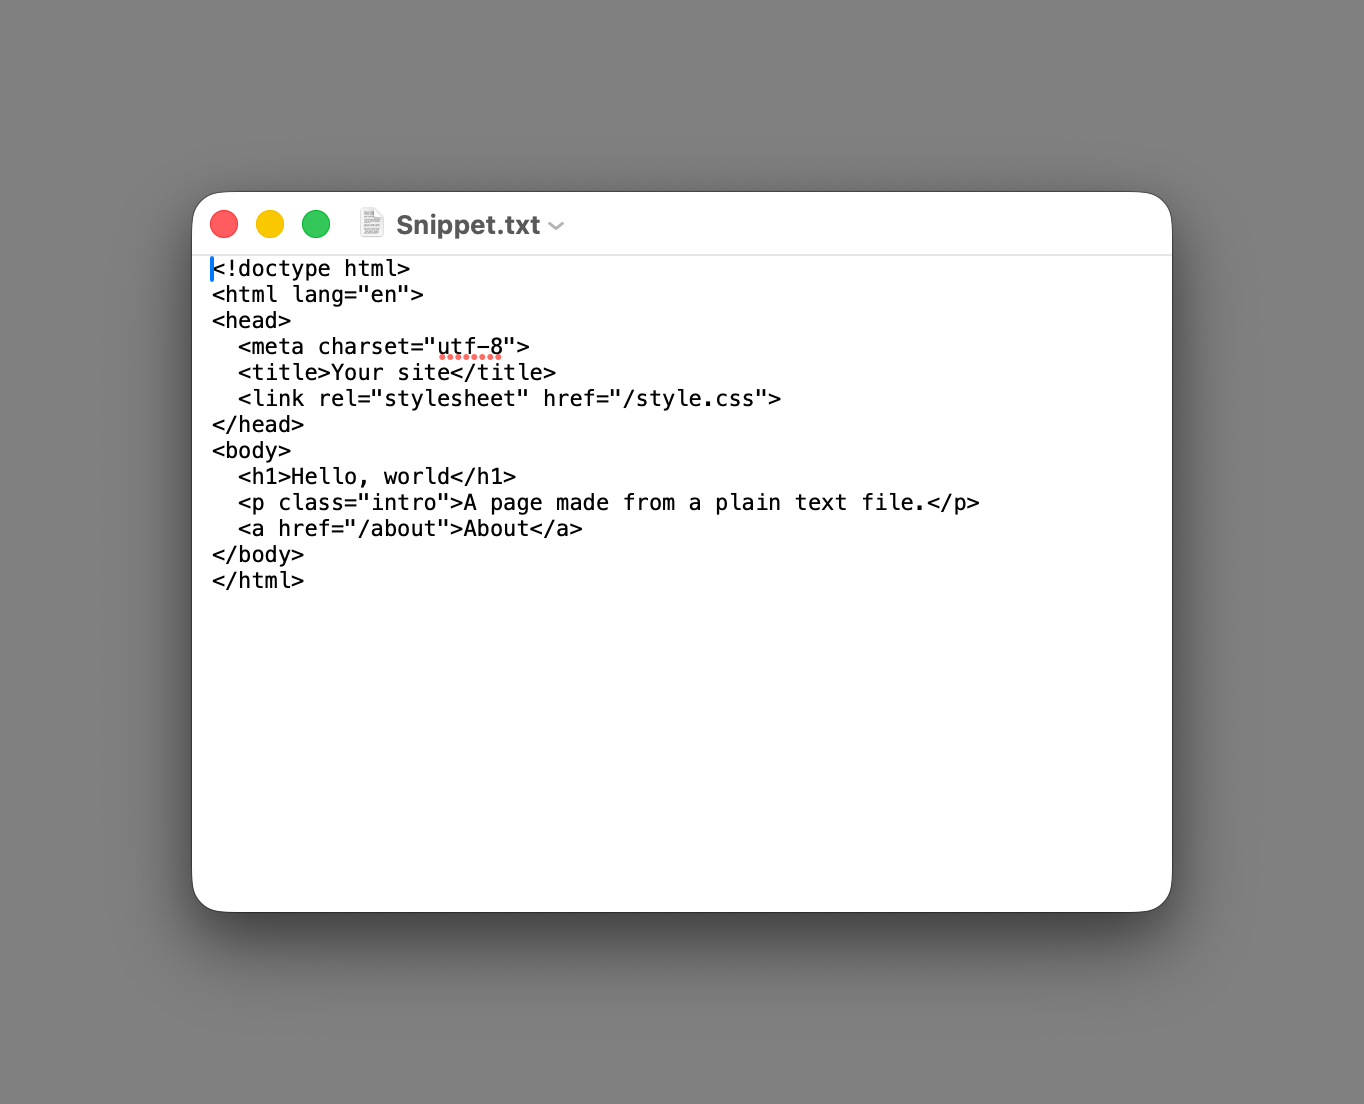 Snippet.txt
<!doctype html>
<html lang="en">
<head>
  <meta charset="utf-8">
  <title>Your site</title>
  <link rel="stylesheet" href="/style.css">
</head>
<body>
  <h1>Hello, world</h1>
  <p class="intro">A page made from a plain text file.</p>
  <a href="/about">About</a>
</body>
</html>